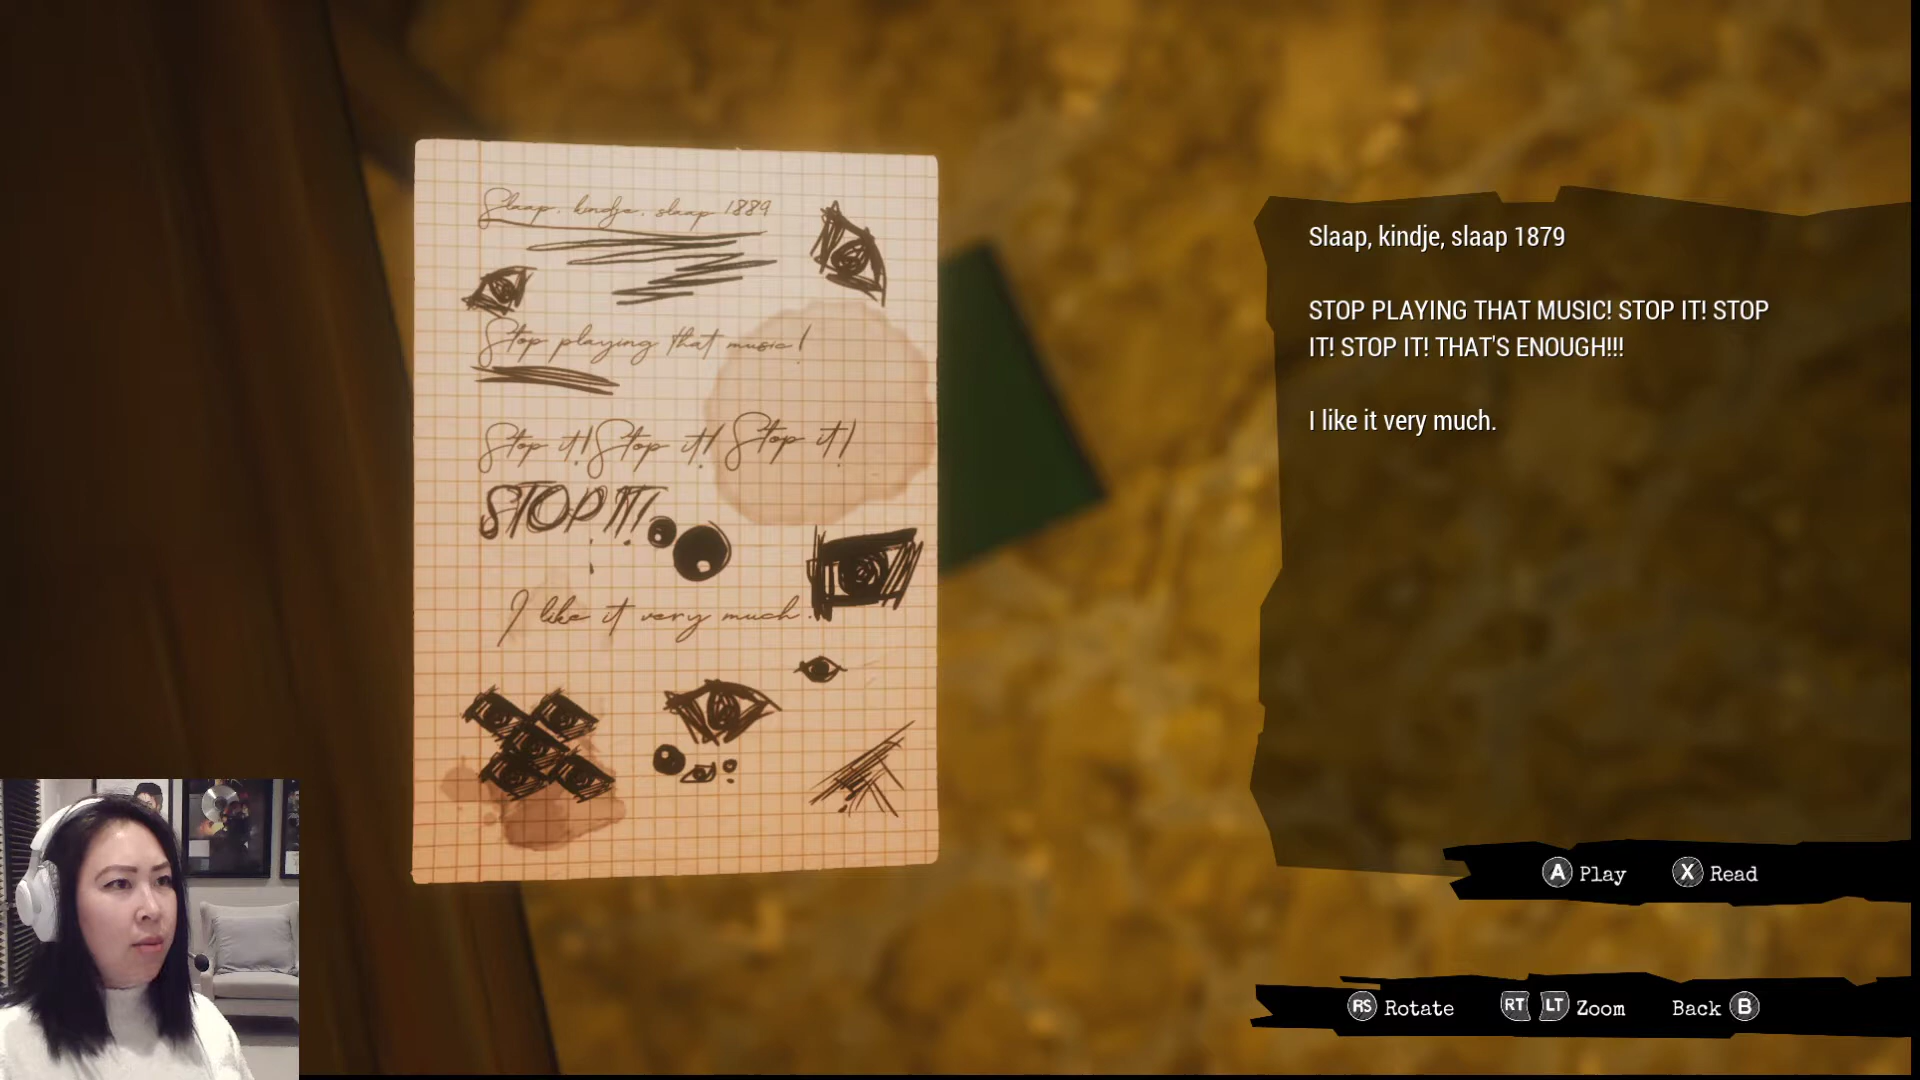 Slaap, kindje, slaap 1889
Stop playing that music!
Stop it! Stop it! Stop it!
STOP IT!
I like it very much.
Slaap, kindje, slaap 1879
STOP PLAYING THAT MUSIC! STOP IT! STOP
IT! STOP IT! THAT'S ENOUGH!!!
I like it very much.
A Play X Read
RS Rotate RT LT Zoom Back B